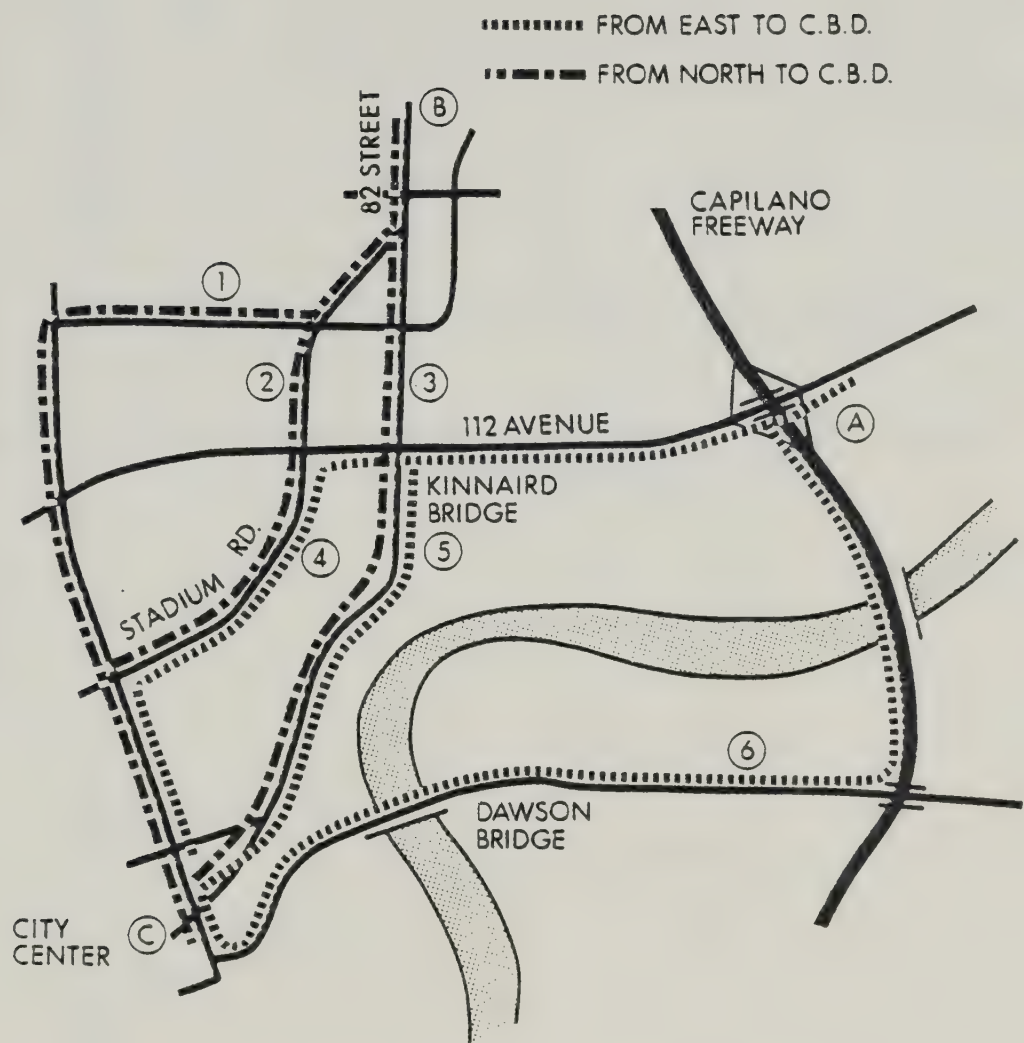 FROM EAST TO C.B.D.
FROM NORTH TO C.B.D.
82 STREET
B
CAPILANO
FREEWAY
1
2
3
112 AVENUE
A
KINNAIRD
BRIDGE
STADIUM RD.
4
5
6
DAWSON
BRIDGE
CITY
CENTER
C